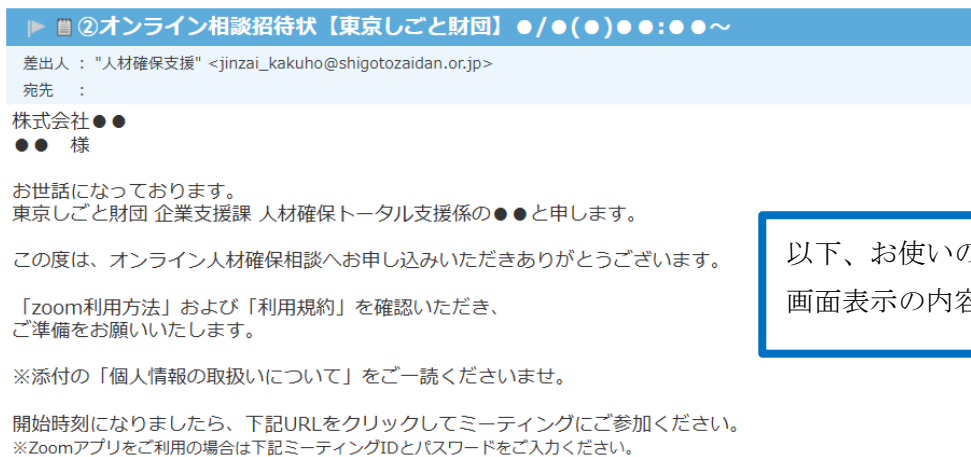 ②オンライン相談招待状【東京しごと財団】 ●/●(●)●●:●●～
差出人 : "人材確保支援" <jinzai_kakuho@shigotozaidan.or.jp>
宛先 :
株式会社●●
●● 様
お世話になっております。
東京しごと財団 企業支援課 人材確保トータル支援係の●●と申します。
この度は、オンライン人材確保相談へお申し込みいただきありがとうございます。
「zoom利用方法」および「利用規約」を確認いただき、
ご準備をお願いいたします。
※添付の「個人情報の取扱いについて」をご一読くださいませ。
開始時刻になりましたら、下記URLをクリックしてミーティングにご参加ください。
※Zoomアプリをご利用の場合は下記ミーティングIDとパスワードをご入力ください。
以下、お使いの
画面表示の内容